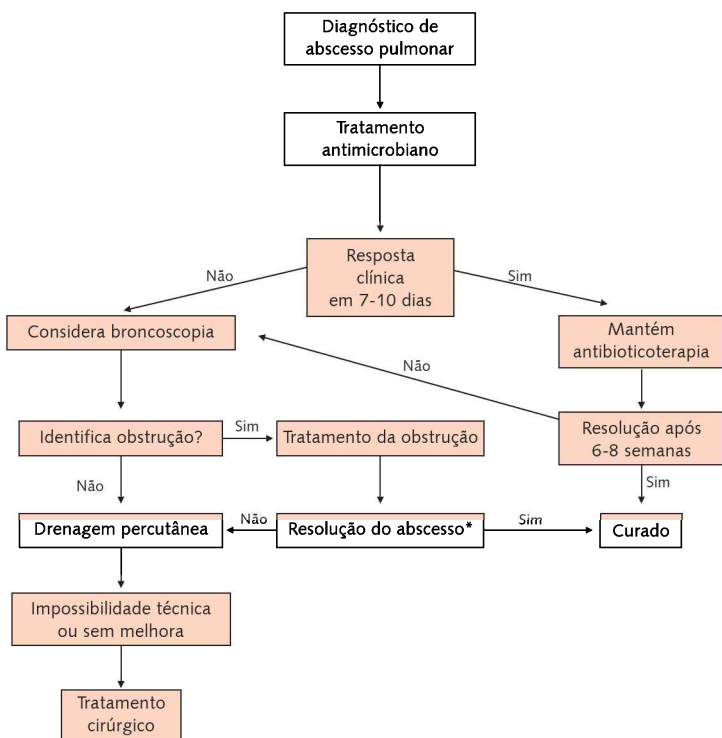 Diagnóstico de
abscesso pulmonar
Tratamento
antimicrobiano
Resposta
clínica
em 7-10 dias
Não
Sim
Considera broncoscopia
Mantém
antibioticoterapia
Não
Identifica obstrução?
Sim
Tratamento da obstrução
Resolução após
6-8 semanas
Não
Sim
Drenagem percutânea
Não
Resolução do abscesso*
Sim
Curado
Impossibilidade técnica
ou sem melhora
Tratamento
cirúrgico